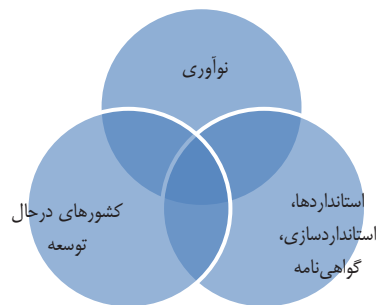 نوآوری
استانداردها،
استانداردسازی،
گواهی‌نامه
کشورهای درحال
توسعه